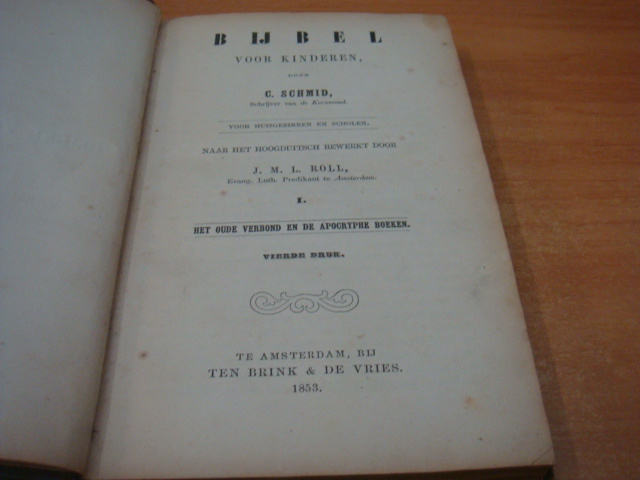 BIJBEL
VOOR KINDEREN,
DOOR
C. SCHMID,
Schrijver van de Kersavond.
VOOR HUISGEZINNEN EN SCHOLEN.
NAAR HET HOOGDUITSCH BEWERKT DOOR
J. M. L. ROLL,
Evang. Luth. Predikant te Amsterdam.
I.
HET OUDE VERBOND EN DE APOCRYPHE BOEKEN.
VIERDE DRUK.
TE AMSTERDAM, BIJ
TEN BRINK & DE VRIES.
1853.